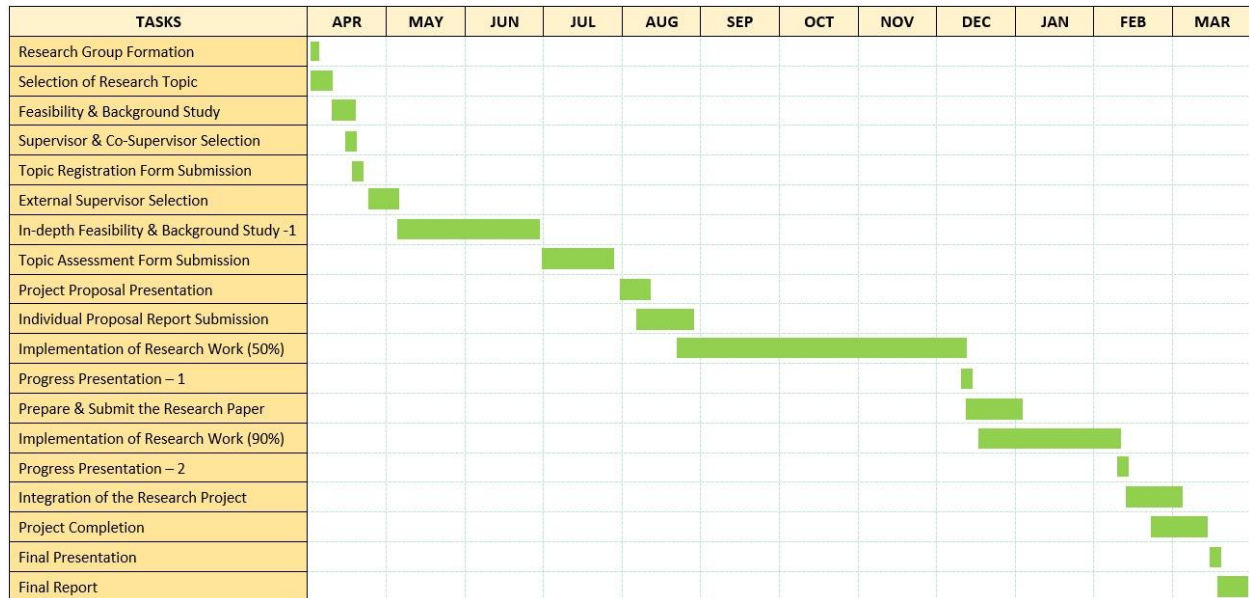 TASKS APR MAY JUN JUL AUG SEP OCT NOV DEC JAN FEB MAR
Research Group Formation
Selection of Research Topic
Feasibility & Background Study
Supervisor & Co-Supervisor Selection
Topic Registration Form Submission
External Supervisor Selection
In-depth Feasibility & Background Study -1
Topic Assessment Form Submission
Project Proposal Presentation
Individual Proposal Report Submission
Implementation of Research Work (50%)
Progress Presentation – 1
Prepare & Submit the Research Paper
Implementation of Research Work (90%)
Progress Presentation – 2
Integration of the Research Project
Project Completion
Final Presentation
Final Report